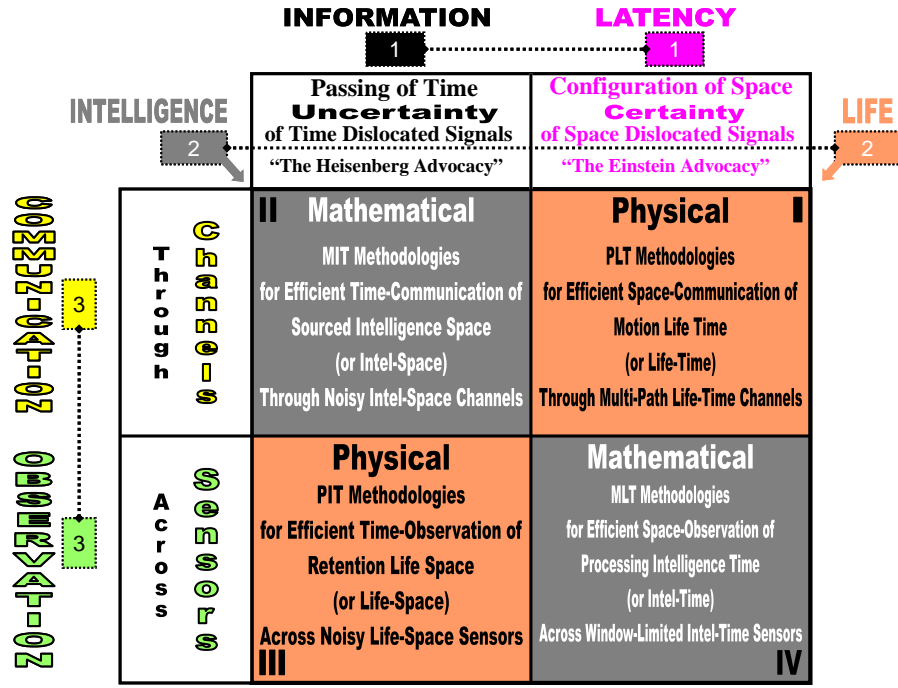 INFORMATION
LATENCY
1
1
Passing of Time
Uncertainty
of Time Dislocated Signals
“The Heisenberg Advocacy”
Configuration of Space
Certainty
of Space Dislocated Signals
“The Einstein Advocacy”
INTELLIGENCE
2
LIFE
2
COMMUNICATION
3
Through
Channels
II
Mathematical
MIT Methodologies
for Efficient Time-Communication of
Sourced Intelligence Space
(or Intel-Space)
Through Noisy Intel-Space Channels
Physical
I
PLT Methodologies
for Efficient Space-Communication of
Motion Life Time
(or Life-Time)
Through Multi-Path Life-Time Channels
OBSERVATION
3
Across
Sensors
Physical
PIT Methodologies
for Efficient Time-Observation of
Retention Life Space
(or Life-Space)
Across Noisy Life-Space Sensors
III
Mathematical
MLT Methodologies
for Efficient Space-Observation of
Processing Intelligence Time
(or Intel-Time)
Across Window-Limited Intel-Time Sensors
IV